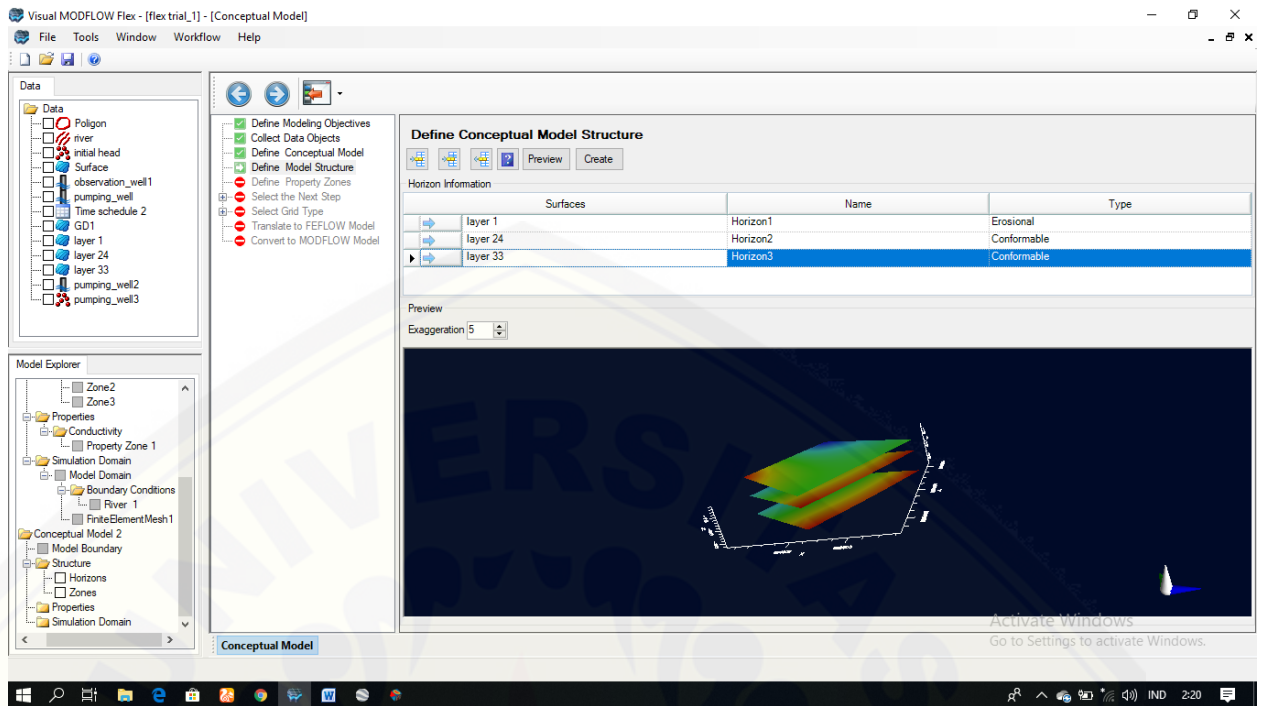 Visual MODFLOW Flex - [flex trial_1] - [Conceptual Model]
File Tools Window Workflow Help
Data
Data
Poligon
river
initial head
Surface
observation_well1
pumping_well
Time schedule 2
GD1
layer 1
layer 24
layer 33
pumping_well2
pumping_well3
Model Explorer
Zone2
Zone3
Properties
Conductivity
Property Zone 1
Simulation Domain
Model Domain
Boundary Conditions
River 1
FiniteElementMesh1
Conceptual Model 2
Model Boundary
Structure
Horizons
Zones
Properties
Simulation Domain
Define Modeling Objectives
Collect Data Objects
Define Conceptual Model
Define Model Structure
Define Property Zones
Select the Next Step
Select Grid Type
Translate to FEFLOW Model
Convert to MODFLOW Model
Define Conceptual Model Structure
Preview Create
Horizon Information
Surfaces Name Type
layer 1 Horizon1 Erosional
layer 24 Horizon2 Conformable
layer 33 Horizon3 Conformable
Preview
Exaggeration 5
Activate Windows
Go to Settings to activate Windows.
Conceptual Model
IND 2:20
UNIVERSITAS